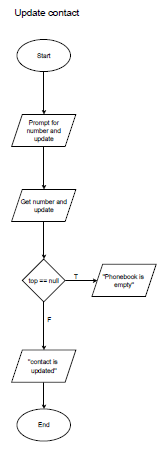 Update contact
Start
Prompt for
number and
update
Get number and
update
top == null
T
"Phonebook is
empty"
F
"contact is
updated"
End